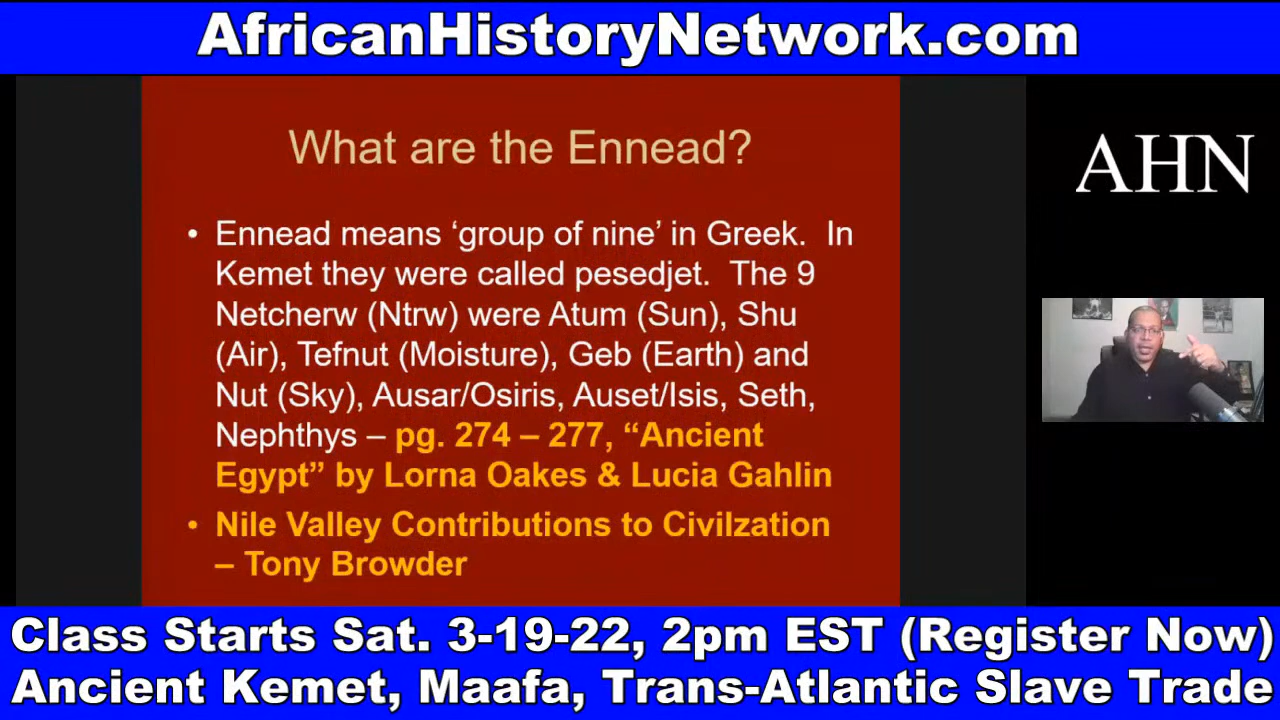 AfricanHistoryNetwork.com
What are the Ennead?
AHN
• Ennead means ‘group of nine’ in Greek.  In
Kemet they were called pesedjet.  The 9
Netcherw (Ntrw) were Atum (Sun), Shu
(Air), Tefnut (Moisture), Geb (Earth) and
Nut (Sky), Ausar/Osiris, Auset/Isis, Seth,
Nephthys – pg. 274 – 277, “Ancient
Egypt” by Lorna Oakes & Lucia Gahlin
• Nile Valley Contributions to Civilzation
– Tony Browder
Class Starts Sat. 3-19-22, 2pm EST (Register Now)
Ancient Kemet, Maafa, Trans-Atlantic Slave Trade